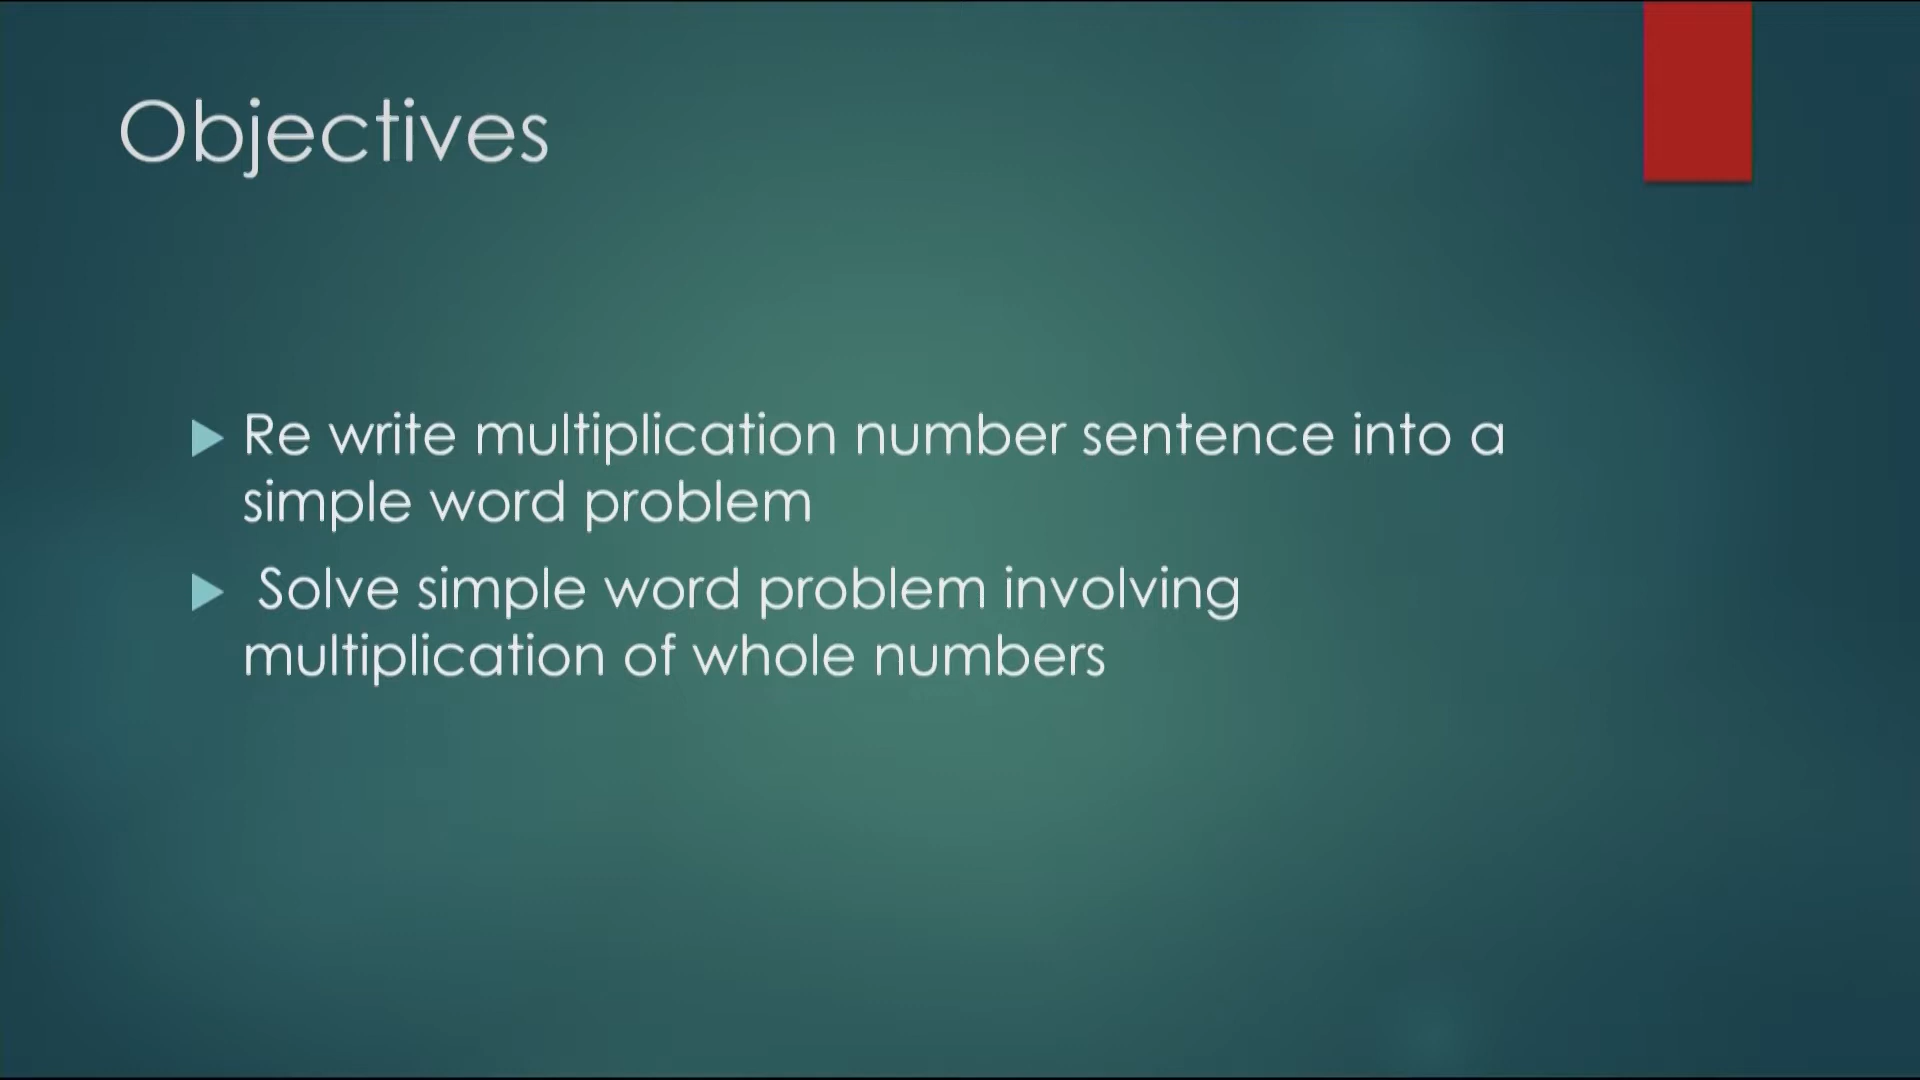 Objectives
Re write multiplication number sentence into a
simple word problem
Solve simple word problem involving
multiplication of whole numbers